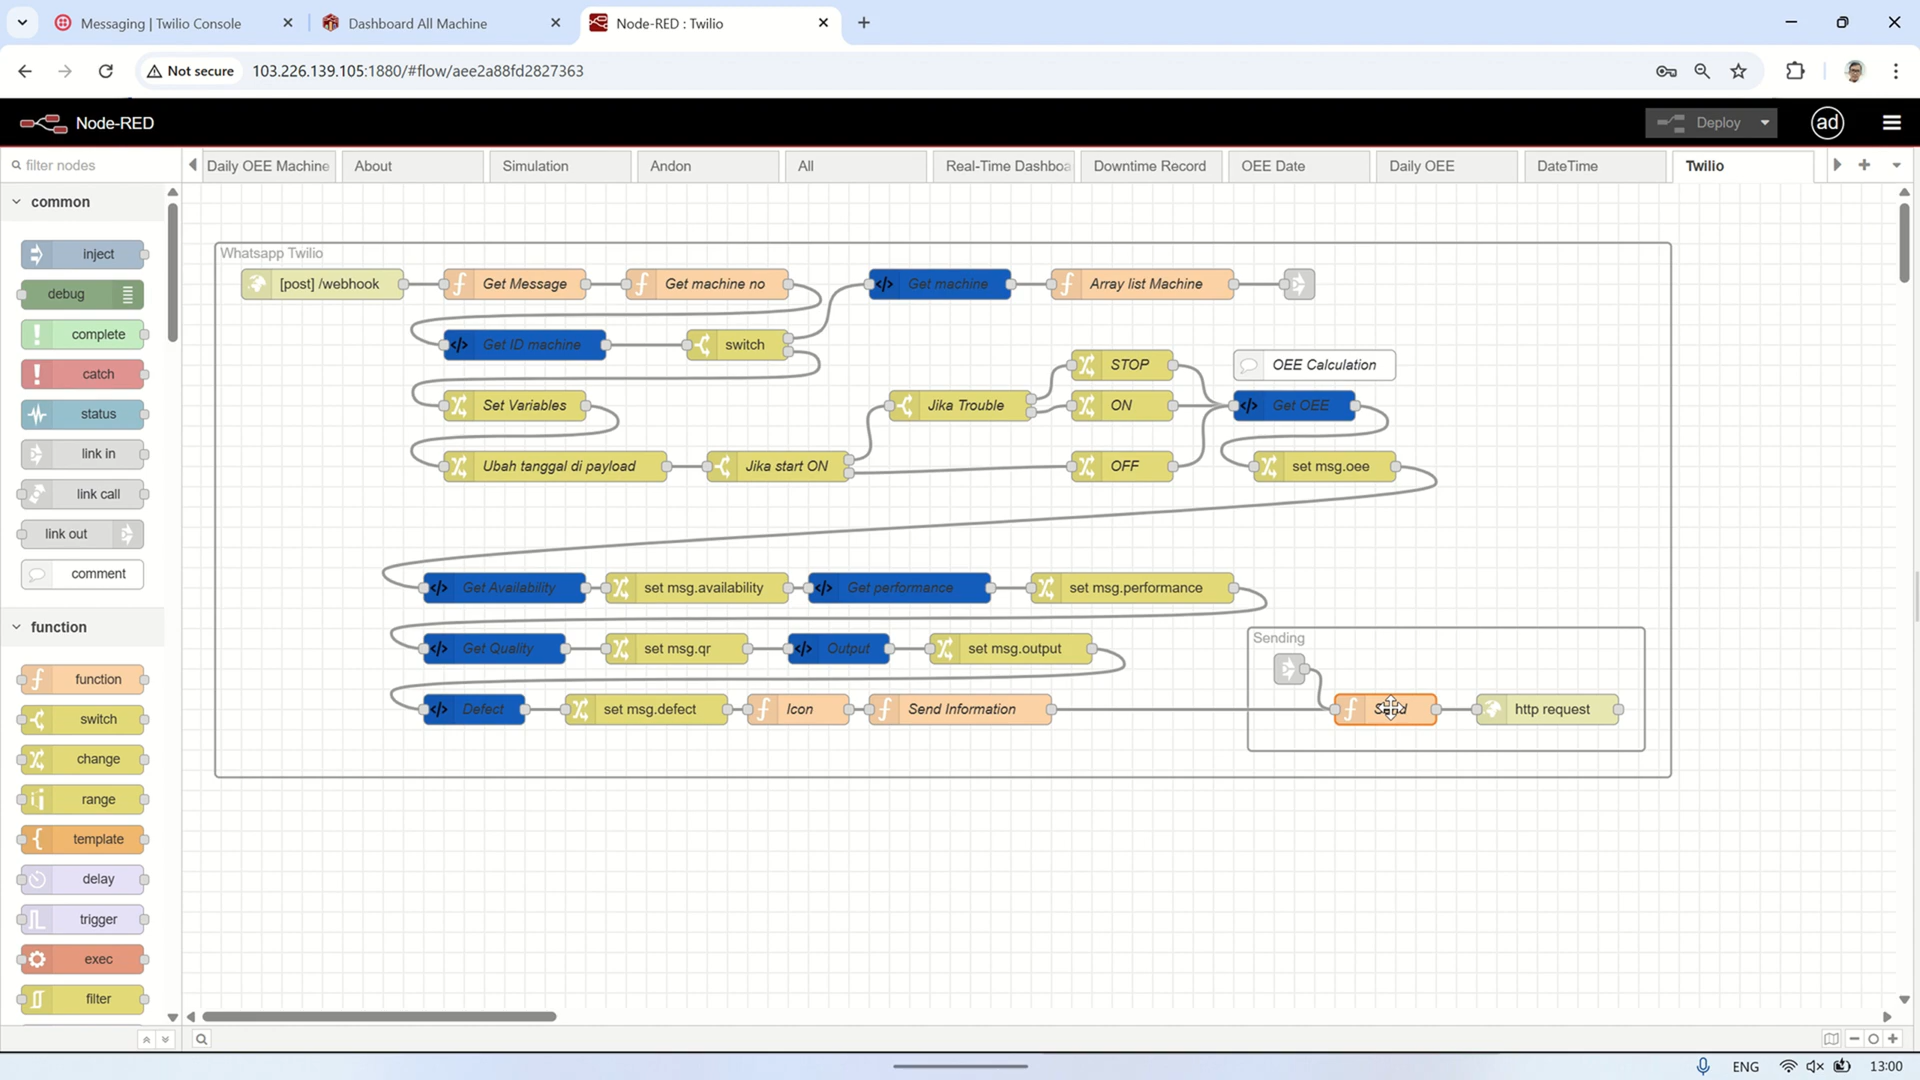 Messaging | Twilio Console
Dashboard All Machine
Node-RED : Twilio
Not secure
103.226.139.105:1880/#flow/aee2a88fd2827363
Node-RED
Deploy
ad
filter nodes
Daily OEE Machine
About
Simulation
Andon
All
Real-Time Dashboa
Downtime Record
OEE Date
Daily OEE
DateTime
Twilio
common
inject
debug
complete
catch
status
link in
link call
link out
comment
function
function
switch
change
range
template
delay
trigger
exec
filter
Whatsapp Twilio
[post] /webhook
Get Message
Get machine no
Get machine
Array list Machine
Get ID machine
switch
STOP
OEE Calculation
Set Variables
Jika Trouble
ON
Get OEE
Ubah tanggal di payload
Jika start ON
OFF
set msg.oee
Get Availability
set msg.availability
Get performance
set msg.performance
Get Quality
set msg.qr
Output
set msg.output
Sending
Defect
set msg.defect
Icon
Send Information
http request
ENG
13:00